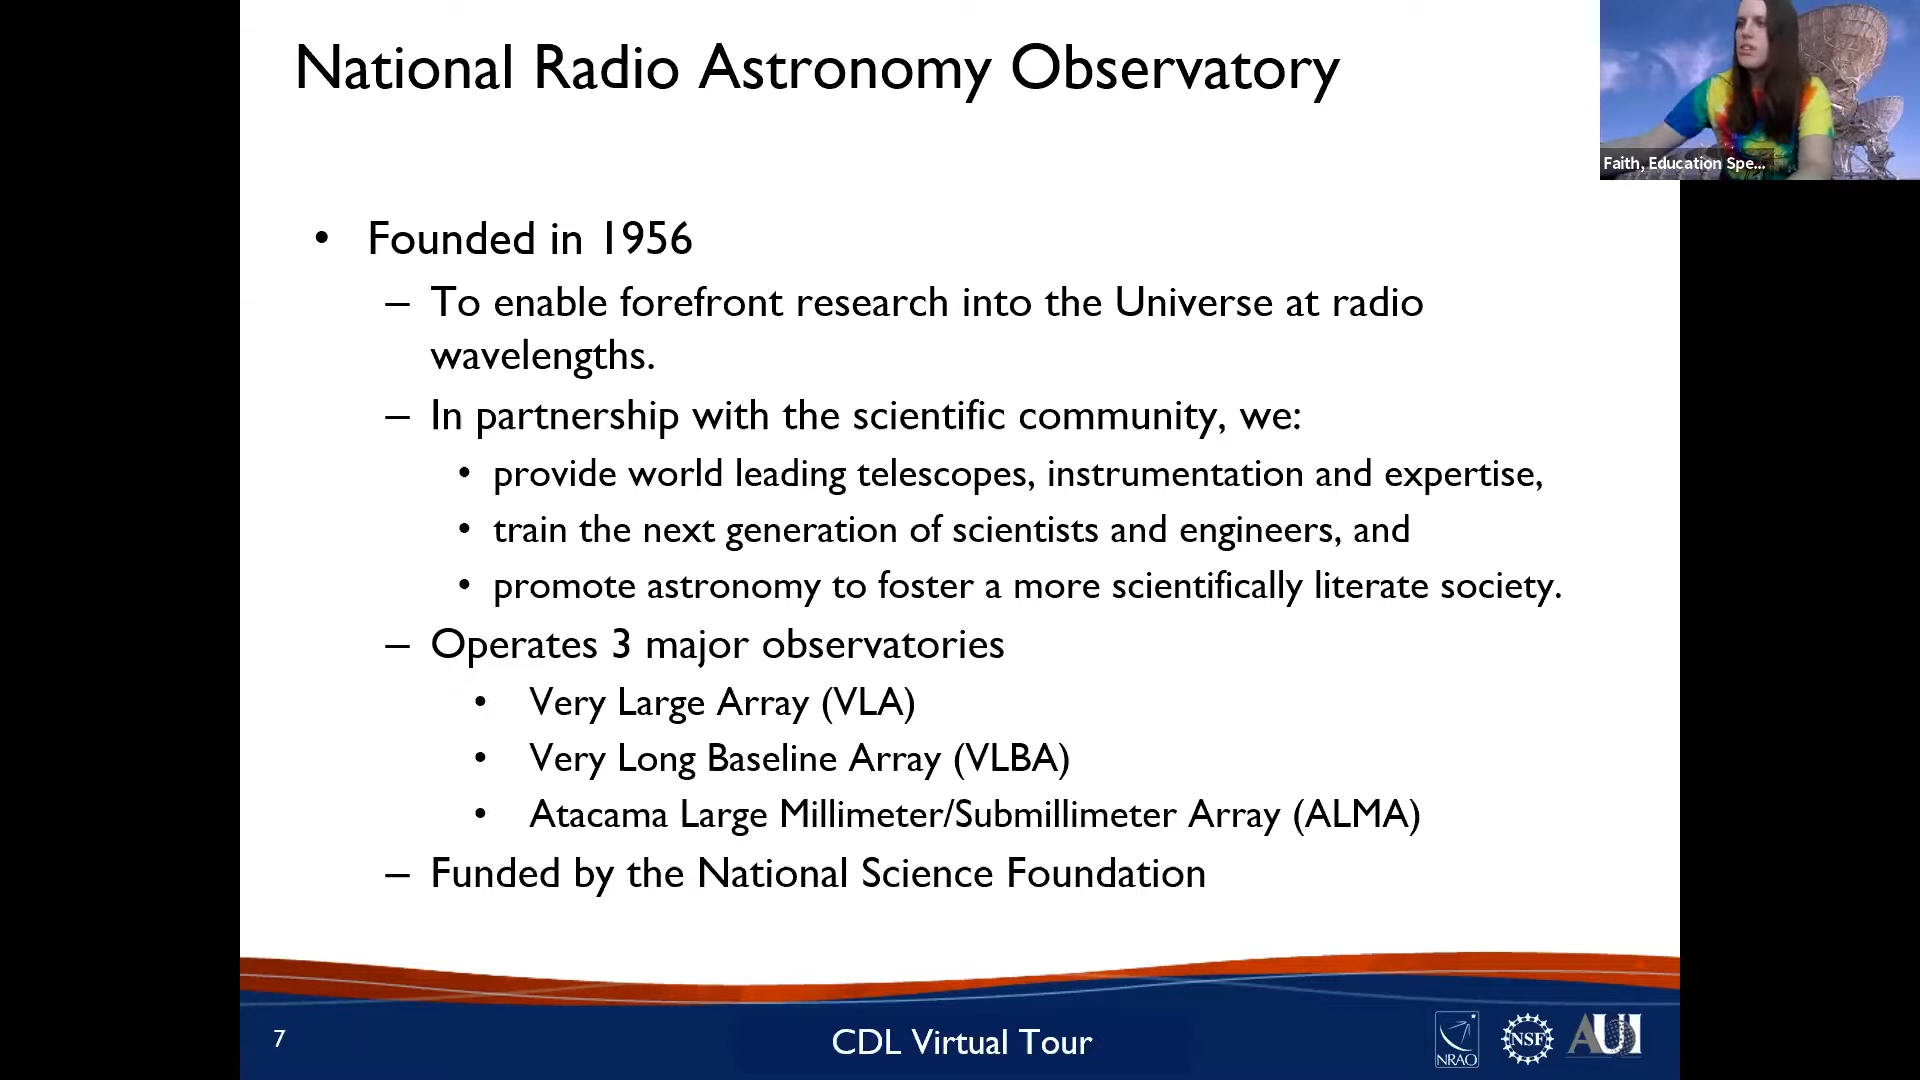 National Radio Astronomy Observatory
Faith, Education Spe...
• Founded in 1956
– To enable forefront research into the Universe at radio
wavelengths.
– In partnership with the scientific community, we:
• provide world leading telescopes, instrumentation and expertise,
• train the next generation of scientists and engineers, and
• promote astronomy to foster a more scientifically literate society.
– Operates 3 major observatories
• Very Large Array (VLA)
• Very Long Baseline Array (VLBA)
• Atacama Large Millimeter/Submillimeter Array (ALMA)
– Funded by the National Science Foundation
7
CDL Virtual Tour
NRAO
NSF
AUI